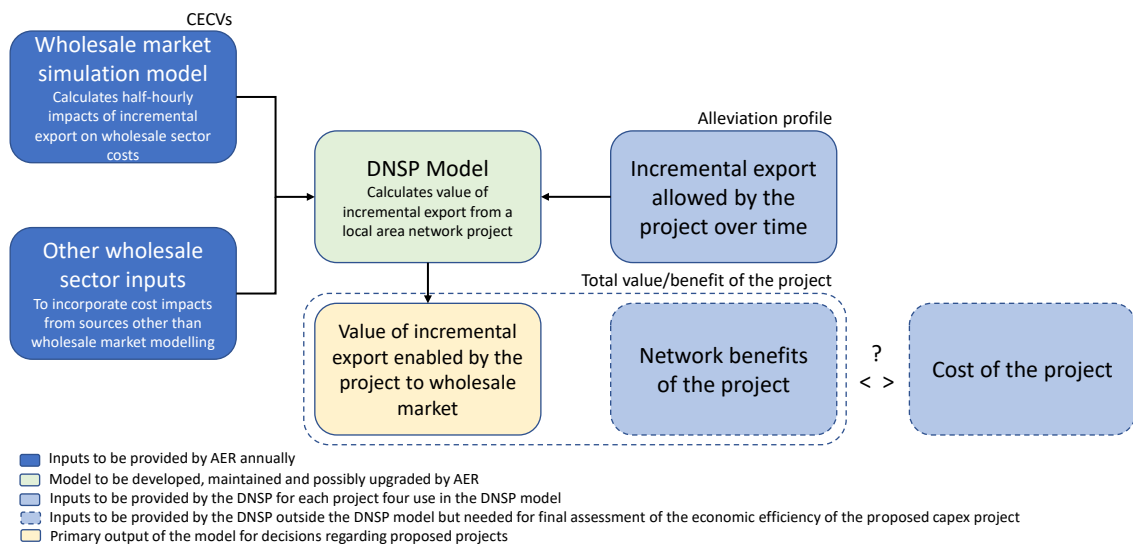 CECVs
Wholesale market
simulation model
Calculates half-hourly
impacts of incremental
export on wholesale sector
costs
Other wholesale
sector inputs
To incorporate cost impacts
from sources other than
wholesale market modelling
DNSP Model
Calculates value of
incremental export from a
local area network project
Alleviation profile
Incremental export
allowed by the
project over time
Total value/benefit of the project
Value of incremental
export enabled by the
project to wholesale
market
Network benefits
of the project
?
< >
Cost of the project
Inputs to be provided by AER annually
Model to be developed, maintained and possibly upgraded by AER
Inputs to be provided by the DNSP for each project four use in the DNSP model
Inputs to be provided by the DNSP outside the DNSP model but needed for final assessment of the economic efficiency of the proposed capex project
Primary output of the model for decisions regarding proposed projects